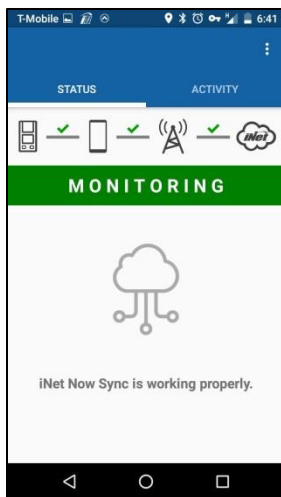 T-Mobile 6:41
STATUS ACTIVITY
iNet
MONITORING
iNet Now Sync is working properly.